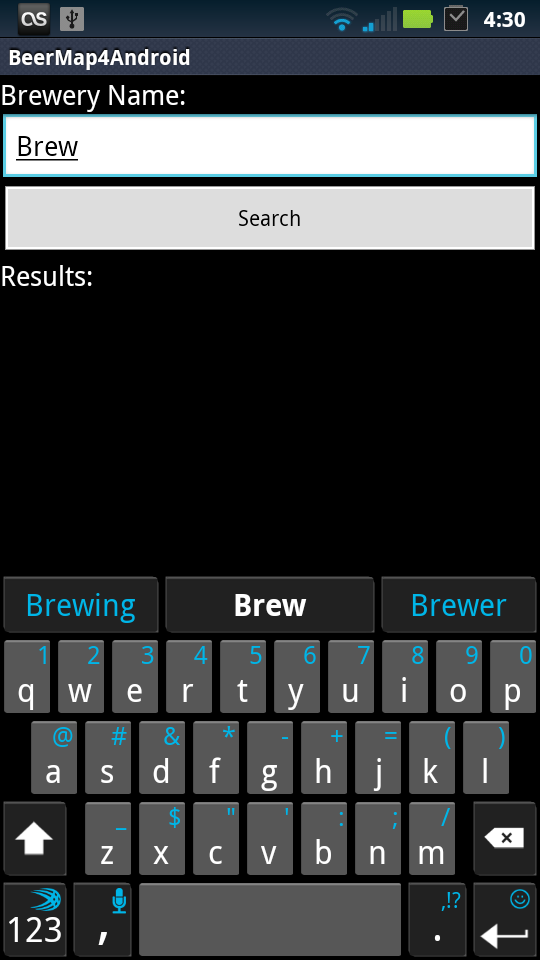 4:30
BeerMap4Android
Brewery Name:
Brew
Search
Results:
Brewing Brew Brewer
1 2 3 4 5 6 7 8 9 0
q w e r t y u i o p
@ # & * - + = ( )
a s d f g h j k l
_ $ " ' : ; /
z x c v b n m
,!?
123 , .